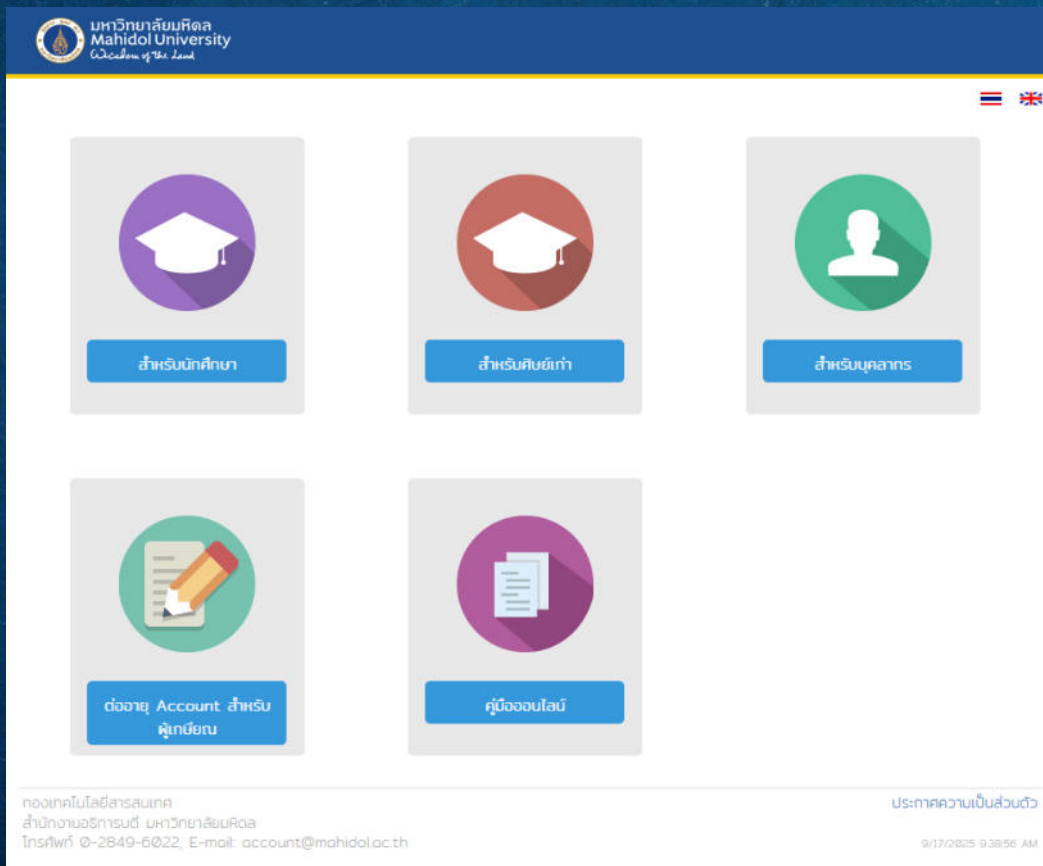 มหาวิทยาลัยมหิดล
Mahidol University
Wisdom of the Land
สำหรับนักศึกษา
สำหรับศิษย์เก่า
สำหรับบุคลากร
ต่ออายุ Account สำหรับ
ผู้เกษียณ
คู่มือออนไลน์
กองเทคโนโลยีสารสนเทศ
สำนักงานอธิการบดี มหาวิทยาลัยมหิดล
โทรศัพท์ 0-2849-6022, E-mail: account@mahidol.ac.th
ประกาศความเป็นส่วนตัว
9/17/2025 9:38:56 AM